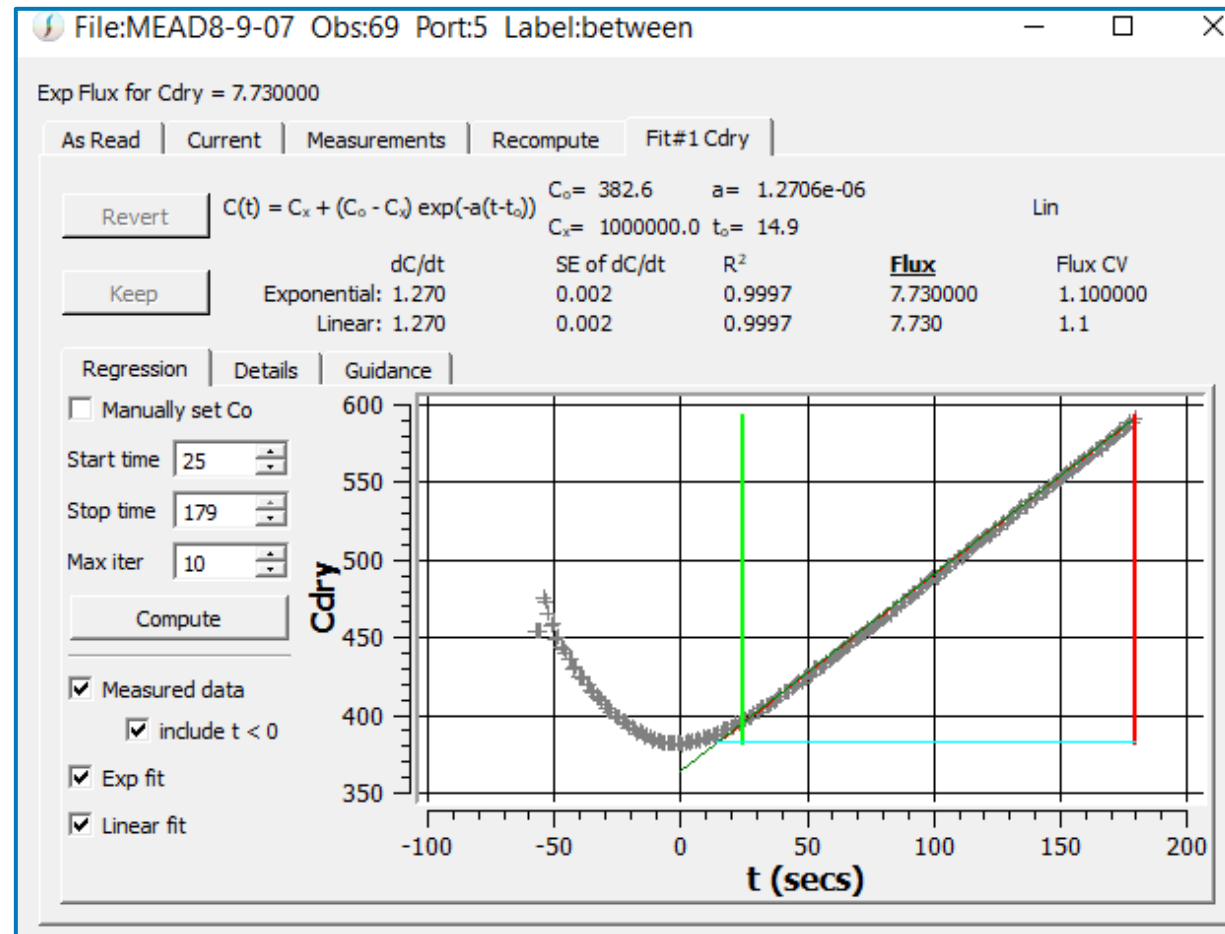 File:MEAD8-9-07 Obs:69 Port:5 Label:between
Exp Flux for Cdry = 7.730000
As Read Current Measurements Recompute Fit#1 Cdry
Revert C(t) = Cₓ + (Cₒ - Cₓ) exp(-a(t-tₒ)) Cₒ= 382.6 a= 1.2706e-06 Lin
Cₓ= 1000000.0 tₒ= 14.9
dC/dt SE of dC/dt R² Flux Flux CV
Keep Exponential: 1.270 0.002 0.9997 7.730000 1.100000
Linear: 1.270 0.002 0.9997 7.730 1.1
Regression Details Guidance
Manually set Co
Start time 25
Stop time 179
Max iter 10
Compute
Measured data
include t < 0
Exp fit
Linear fit
Cdry
600
550
500
450
400
350
-100 -50 0 50 100 150 200
t (secs)